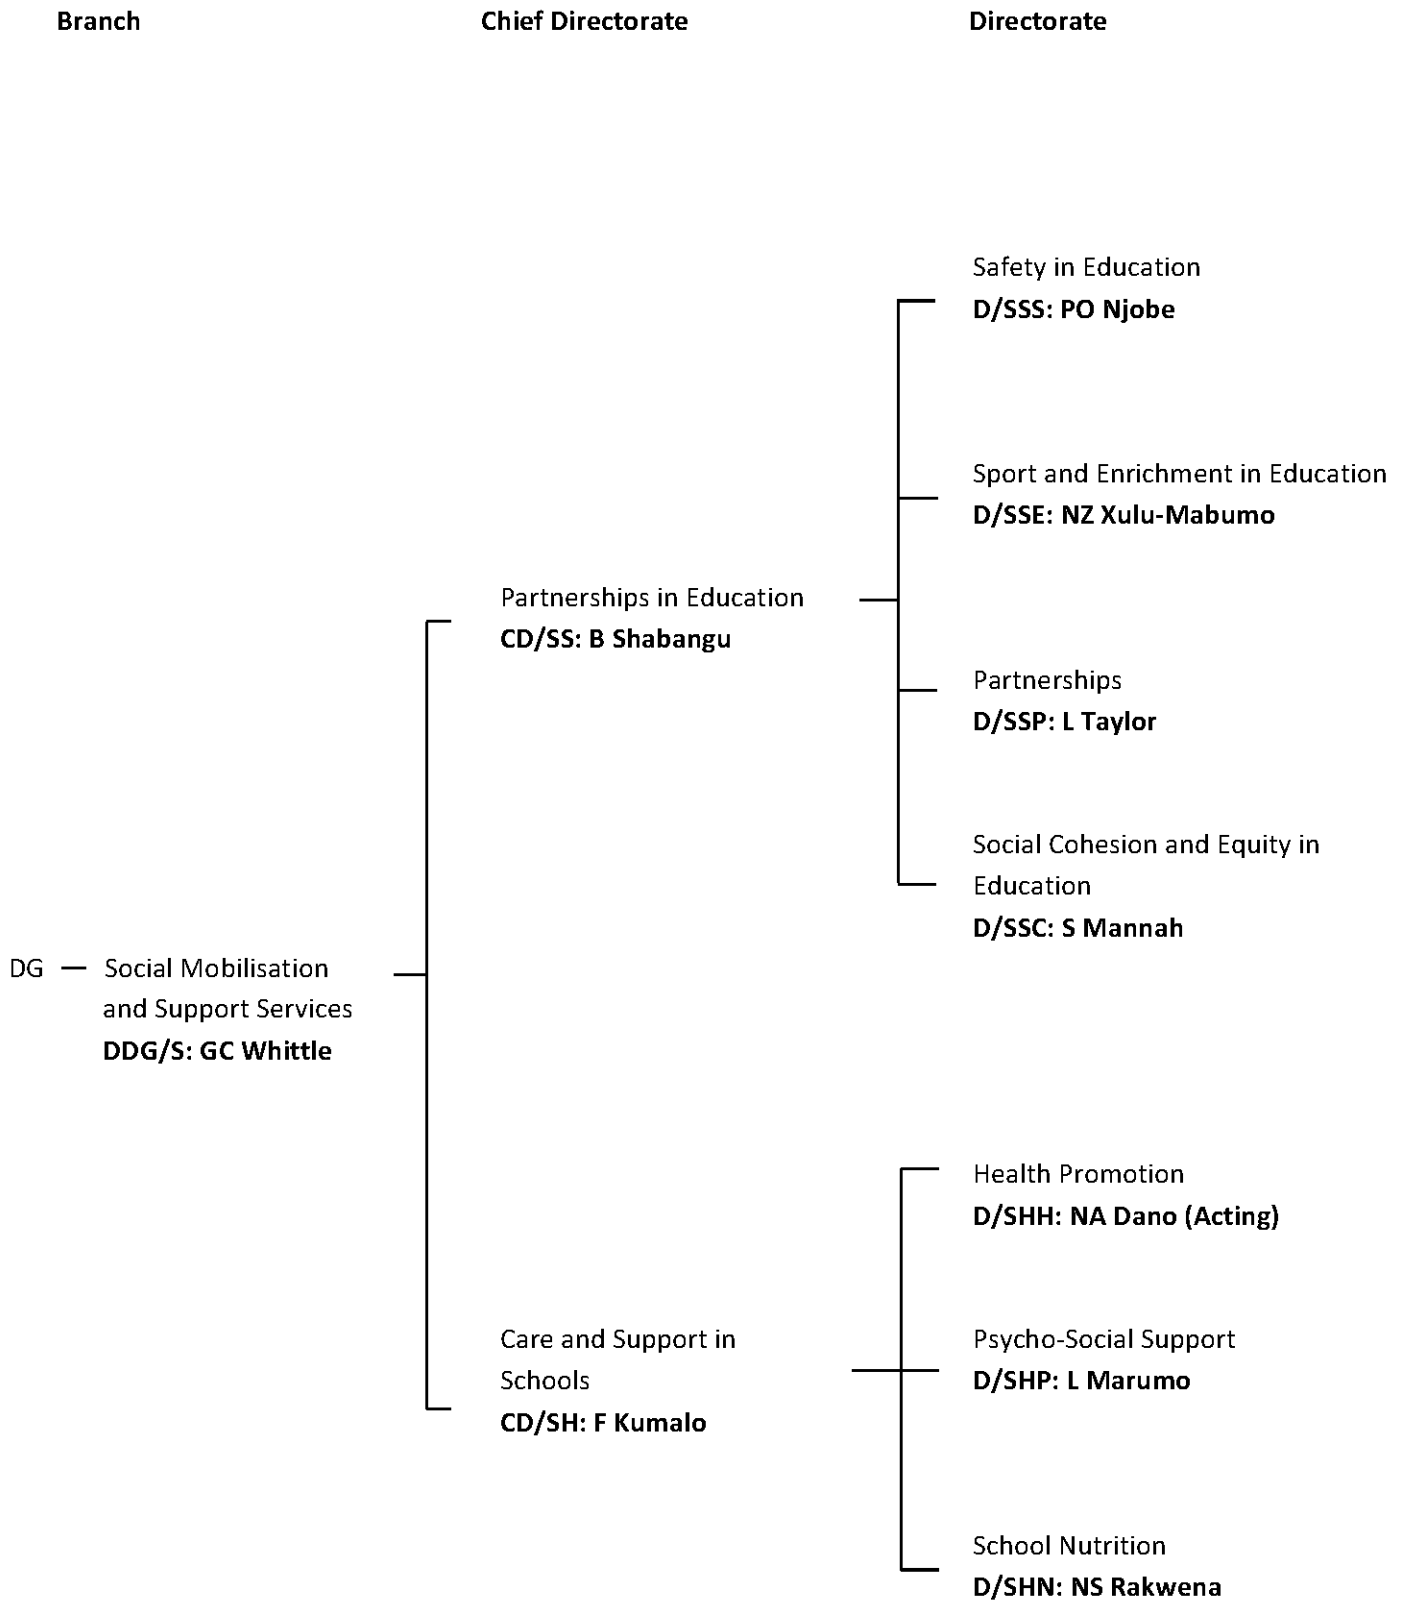 Branch
Chief Directorate
Directorate
Safety in Education
D/SSS: PO Njobe
Sport and Enrichment in Education
D/SSE: NZ Xulu-Mabumo
Partnerships in Education
CD/SS: B Shabangu
Partnerships
D/SSP: L Taylor
Social Cohesion and Equity in
Education
D/SSC: S Mannah
DG
Social Mobilisation
and Support Services
DDG/S: GC Whittle
Health Promotion
D/SHH: NA Dano (Acting)
Care and Support in
Schools
CD/SH: F Kumalo
Psycho-Social Support
D/SHP: L Marumo
School Nutrition
D/SHN: NS Rakwena